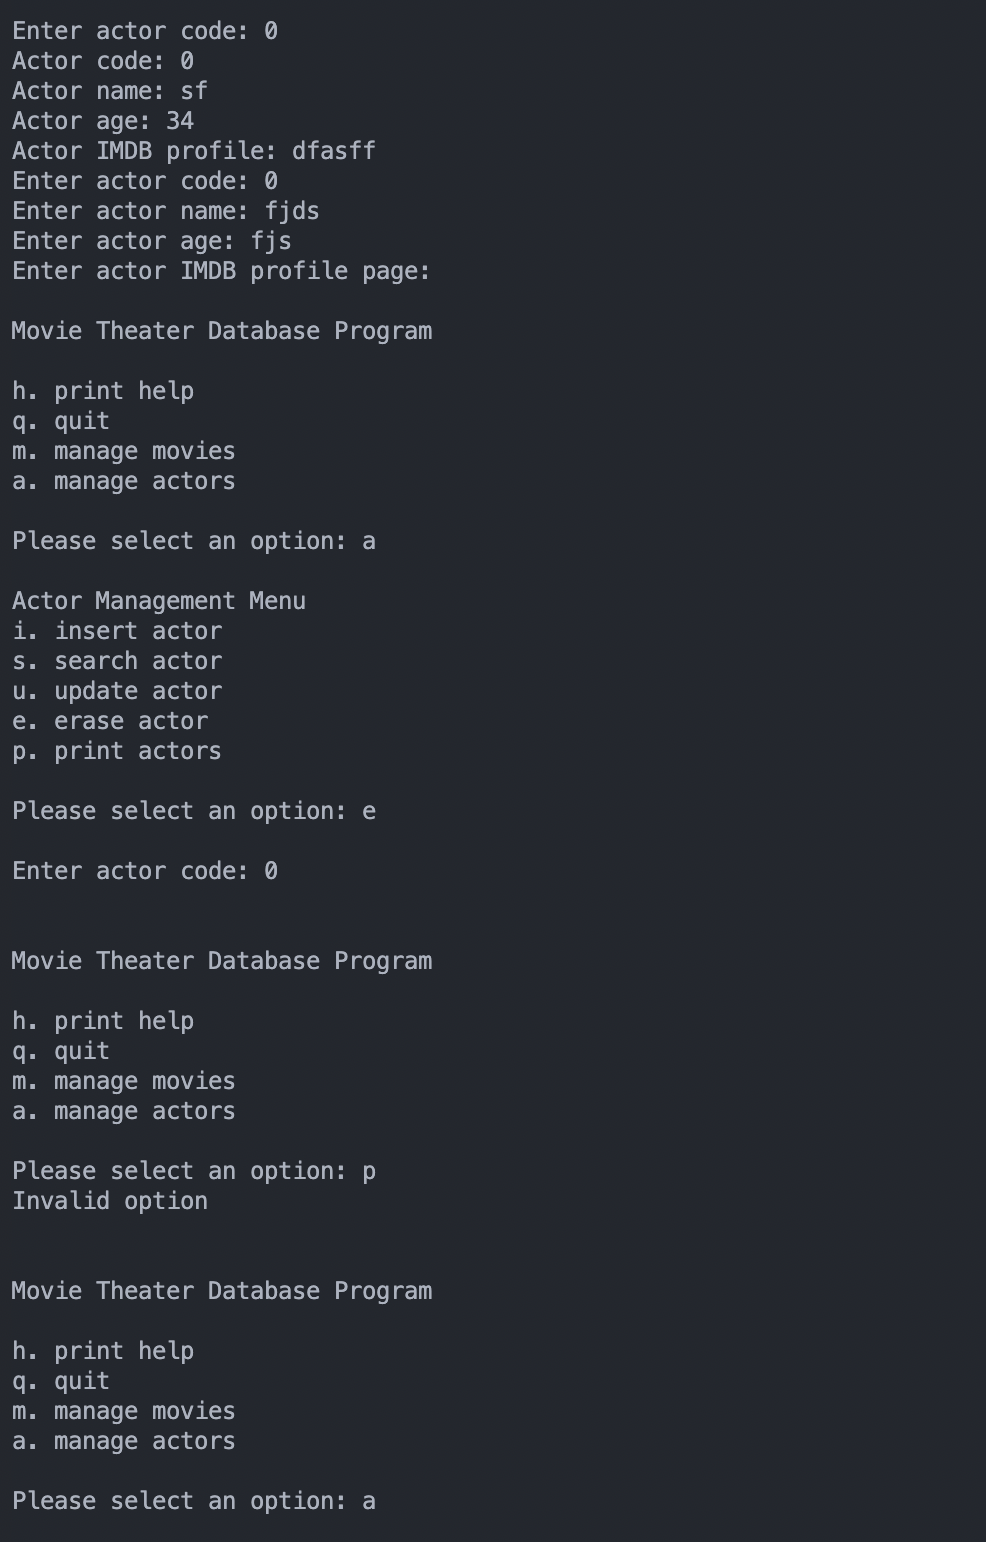 Enter actor code: 0
Actor code: 0
Actor name: sf
Actor age: 34
Actor IMDB profile: dfasff
Enter actor code: 0
Enter actor name: fjds
Enter actor age: fjs
Enter actor IMDB profile page:
Movie Theater Database Program
h. print help
q. quit
m. manage movies
a. manage actors
Please select an option: a
Actor Management Menu
i. insert actor
s. search actor
u. update actor
e. erase actor
p. print actors
Please select an option: e
Enter actor code: 0
Movie Theater Database Program
h. print help
q. quit
m. manage movies
a. manage actors
Please select an option: p
Invalid option
Movie Theater Database Program
h. print help
q. quit
m. manage movies
a. manage actors
Please select an option: a